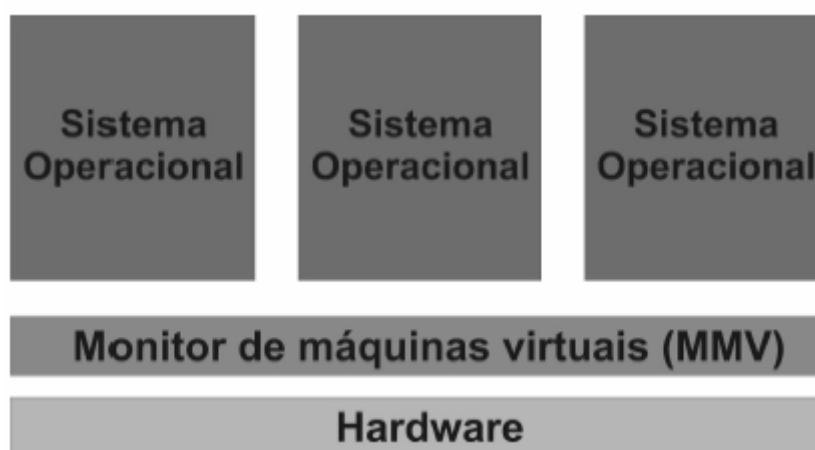 Sistema
Operacional
Sistema
Operacional
Sistema
Operacional
Monitor de máquinas virtuais (MMV)
Hardware